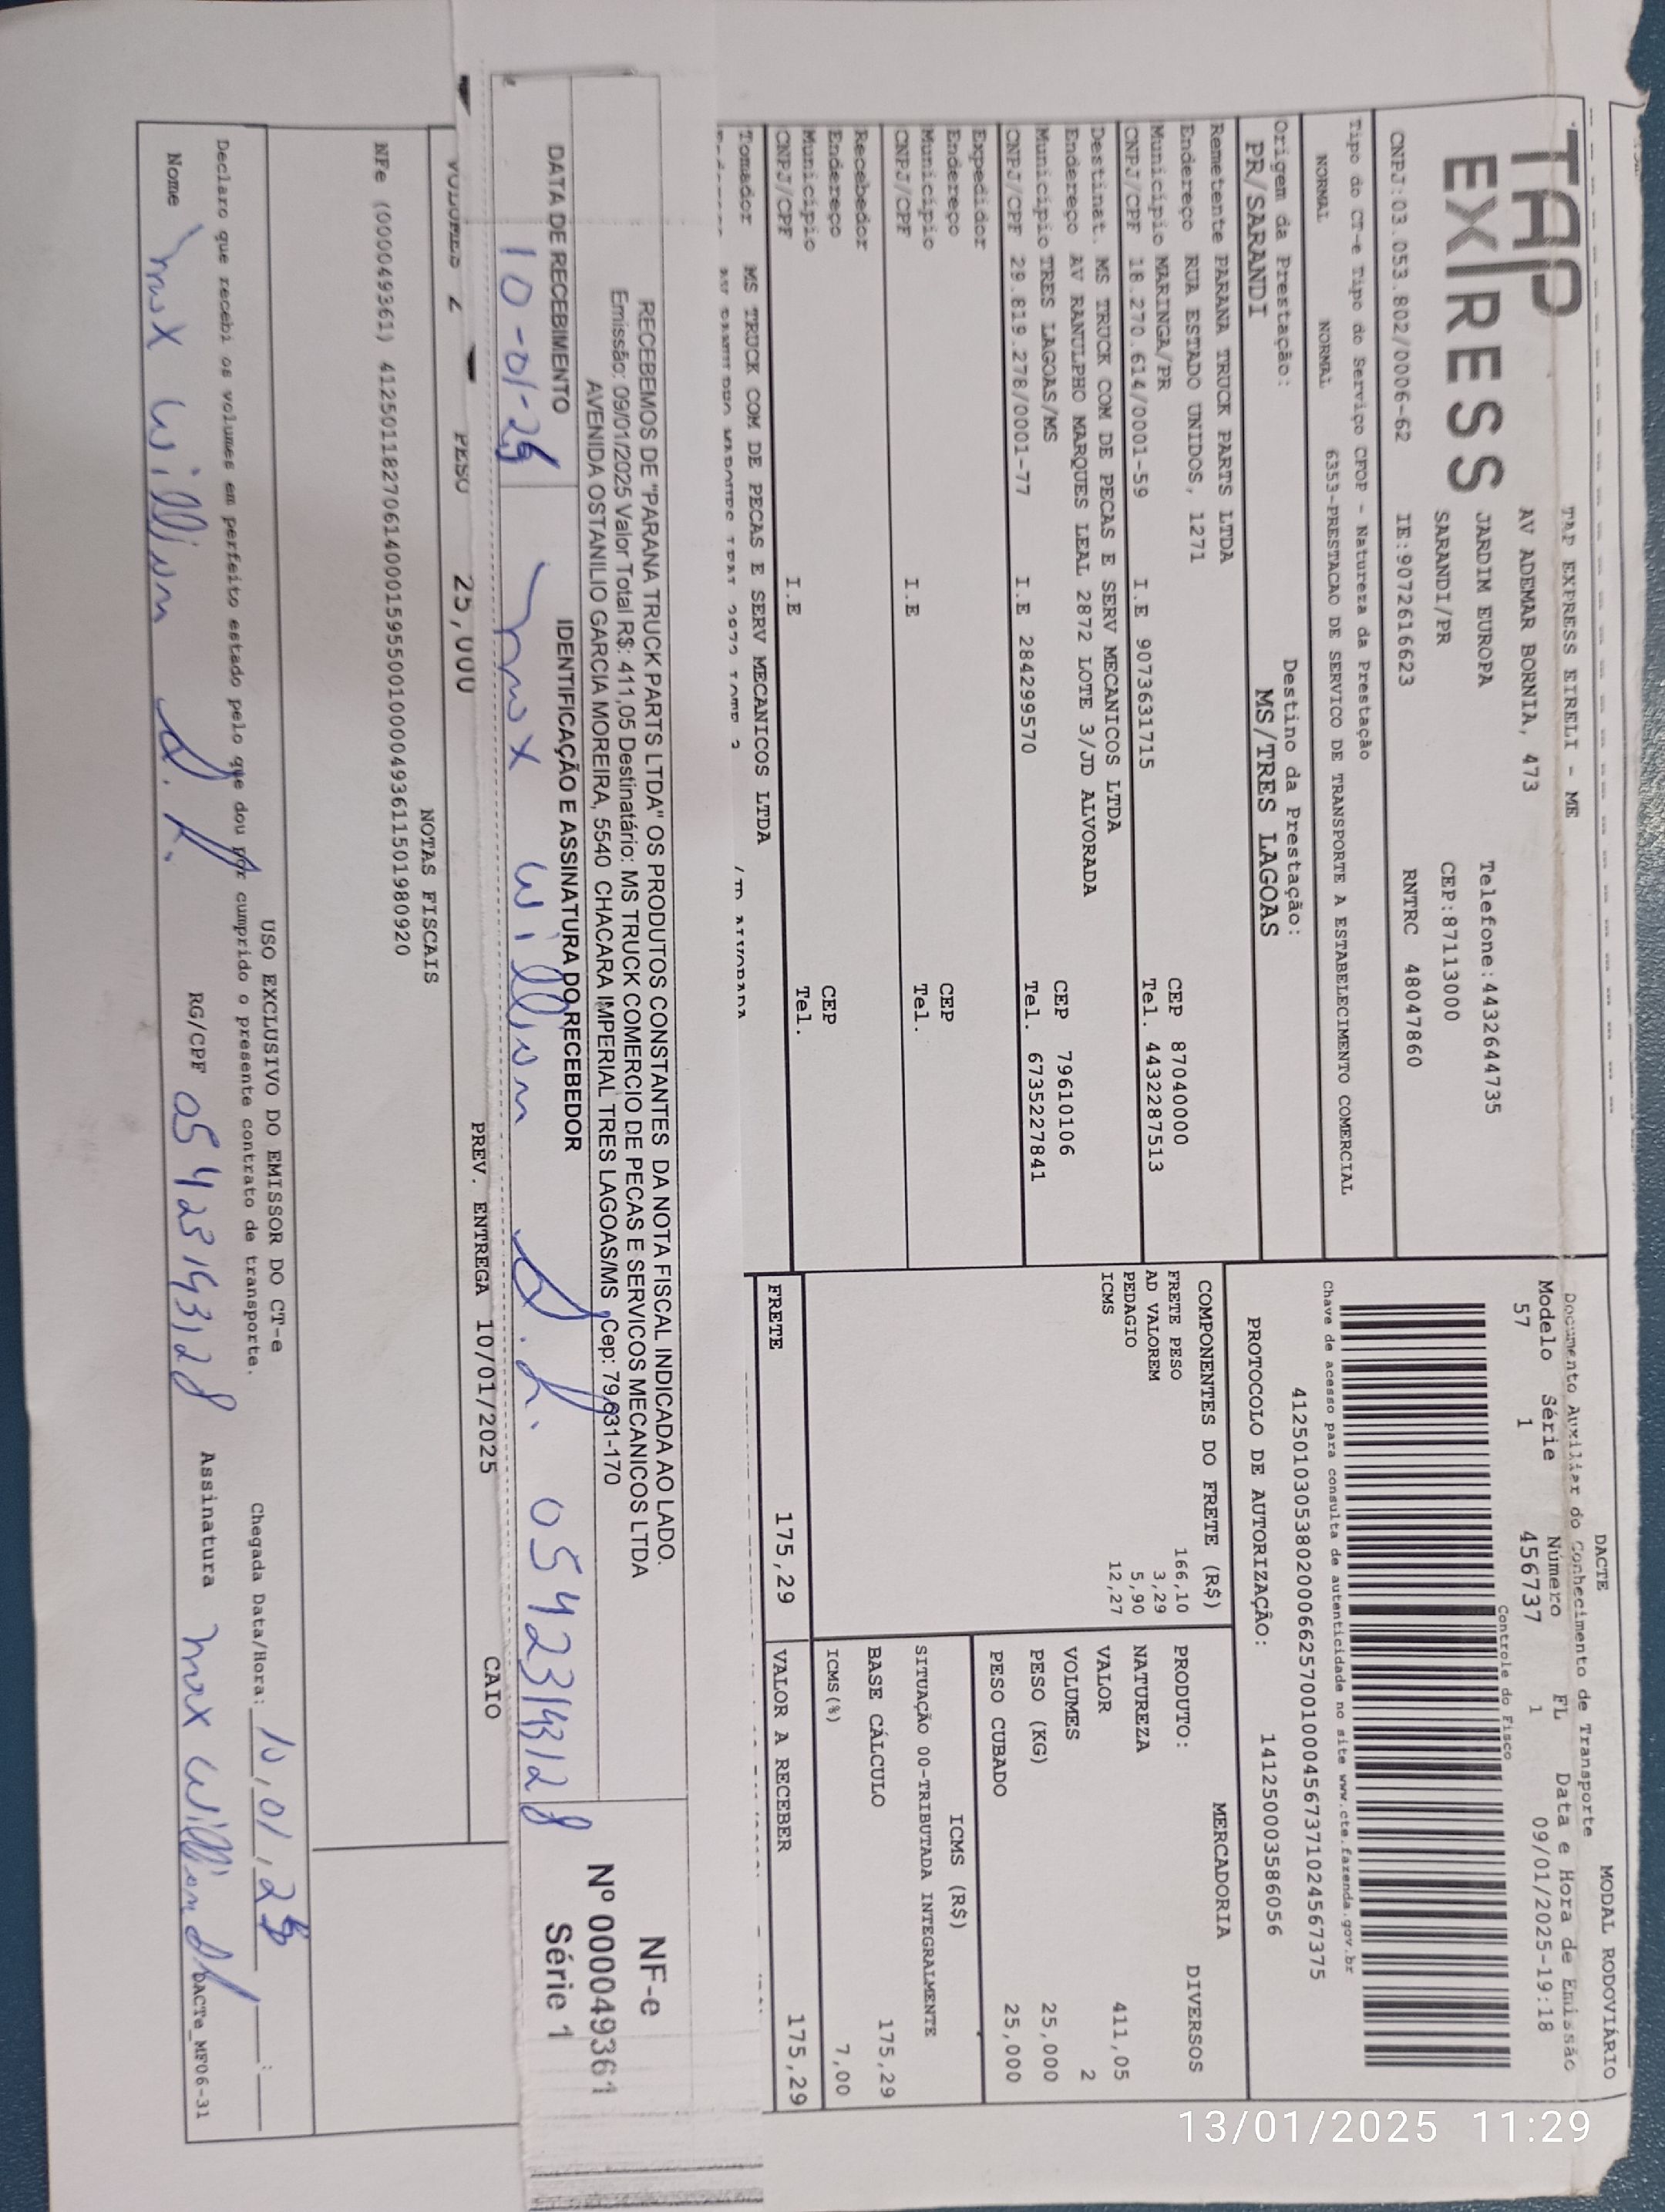 TAP
EXPRESS
TAP EXPRESS EIRELI - ME
AV ADEMAR BORNIA, 473
JARDIM EUROPA
Telefone:4432644735
SARANDI/PR
CEP:87113000
CNPJ:03.053.802/0006-62 IE:9072616623 RNTRC 48047860
Tipo do CT-e Tipo do Serviço CFOP - Natureza da Prestação
NORMAL NORMAL 6353-PRESTACAO DE SERVICO DE TRANSPORTE A ESTABELECIMENTO COMERCIAL
Origem da Prestação: Destino da Prestação:
PR/SARANDI MS/TRES LAGOAS
MODAL RODOVIÁRIO
DACTE
Documento Auxiliar do Conhecimento de Transporte
Modelo Série Número FL Data e Hora de Emissão
57 1 456737 1 09/01/2025-19:18
Controle do Fisco
Chave de acesso para consulta de autenticidade no site www.cte.fazenda.gov.br
41250103053802000662570010004567371024567375
PROTOCOLO DE AUTORIZAÇÃO: 141250003586056
Remetente PARANA TRUCK PARTS LTDA
Endereço RUA ESTADO UNIDOS, 1271
Município MARINGA/PR CEP 87040000
CNPJ/CPF 18.270.614/0001-59 I.E 9073631715 Tel. 4432287513
Destinat. MS TRUCK COM DE PECAS E SERV MECANICOS LTDA
Endereço AV RANULPHO MARQUES LEAL 2872 LOTE 3/JD ALVORADA
Município TRES LAGOAS/MS CEP 79610106
CNPJ/CPF 29.819.278/0001-77 I.E 284299570 Tel. 6735227841
Expedidor
Endereço
Município CEP
CNPJ/CPF I.E Tel.
Recebedor
Endereço
Município CEP
CNPJ/CPF I.E Tel.
Tomador MS TRUCK COM DE PECAS E SERV MECANICOS LTDA
COMPONENTES DO FRETE (R$)
FRETE PESO 166,10
AD VALOREM 3,29
PEDAGIO 5,90
ICMS 12,27
MERCADORIA
PRODUTO: DIVERSOS
NATUREZA
VALOR 411,05
VOLUMES 2
PESO (KG) 25,000
PESO CUBADO 25,000
ICMS (R$)
SITUAÇÃO 00-TRIBUTADA INTEGRALMENTE
BASE CÁLCULO 175,29
ICMS(%) 7,00
FRETE 175,29 VALOR A RECEBER 175,29
RECEBEMOS DE "PARANA TRUCK PARTS LTDA" OS PRODUTOS CONSTANTES DA NOTA FISCAL INDICADA AO LADO.
Emissão: 09/01/2025 Valor Total R$: 411,05 Destinatário: MS TRUCK COMERCIO DE PECAS E SERVICOS MECANICOS LTDA
AVENIDA OSTANILIO GARCIA MOREIRA, 5540 CHACARA IMPERIAL TRES LAGOAS/MS Cep: 79.631-170
DATA DE RECEBIMENTO IDENTIFICAÇÃO E ASSINATURA DO RECEBEDOR
10-01-25 max willian d. l. 0542319312 d
NF-e
Nº 000049361
Série 1
VOLUMES 2 PESO 25,000 PREV. ENTREGA 10/01/2025 CAIO
NOTAS FISCAIS
NFe (000049361) 41250118270614000159550010000493611501980920
USO EXCLUSIVO DO EMISSOR DO CT-e
Declaro que recebi os volumes em perfeito estado pelo que dou por cumprido o presente contrato de transporte. Chegada Data/Hora: 10/01/25 __:__
Nome max willian d. l. RG/CPF 0542319312 d Assinatura max willian d
DACTe_MF06-31
13/01/2025 11:29